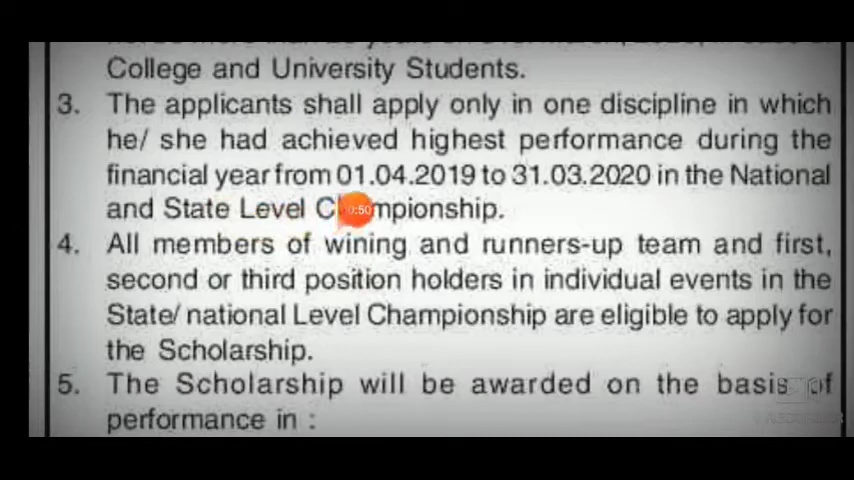 College and University Students.
3. The applicants shall apply only in one discipline in which
he/ she had achieved highest performance during the
financial year from 01.04.2019 to 31.03.2020 in the National
and State Level Championship.
0:50
4. All members of wining and runners-up team and first,
second or third position holders in individual events in the
State/ national Level Championship are eligible to apply for
the Scholarship.
5. The Scholarship will be awarded on the basis of
performance in :